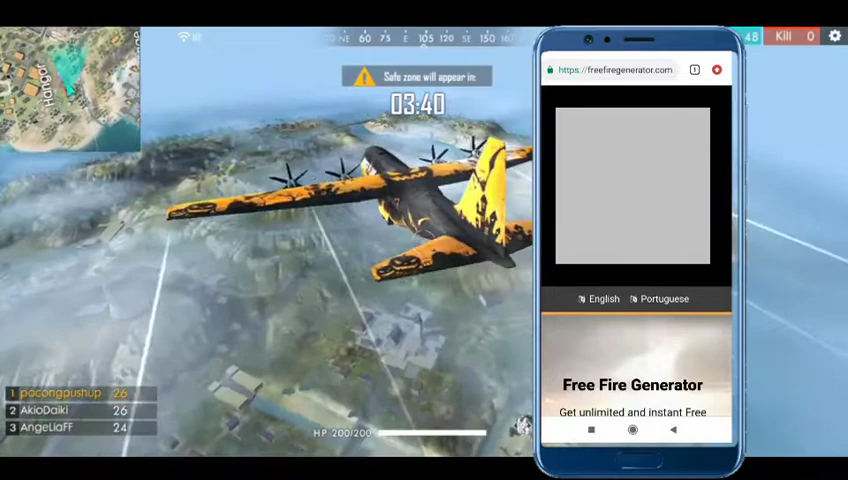 NE 60 75 E 105 120 SE 150
48 Kill 0
Safe zone will appear in:
03:40
Hangar
1 pocongpushup 26
2 AkioDaiki 26
3 AngeLiaFF 24
HP 200/200
https://freefiregenerator.com 1
English Portuguese
Free Fire Generator
Get unlimited and instant Free